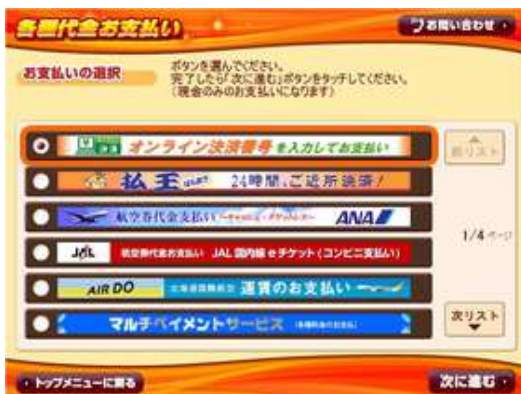 各種代金お支払い
お問い合わせ
お支払いの選択
ボタンを選んでください。
完了したら「次に進む」ボタンをタッチしてください。
(現金のみのお支払いになります)
オンライン決済番号を入力してお支払い
前リスト
払王 24時間、ご近所決済!
航空券代金支払い ANA
1/4ページ
JAL 航空券代金お支払い JAL 国内線 eチケット(コンビニ支払い)
AIR DO 北海道国際航空 運賃のお支払い
マルチペイメントサービス
次リスト
トップメニューに戻る
次に進む